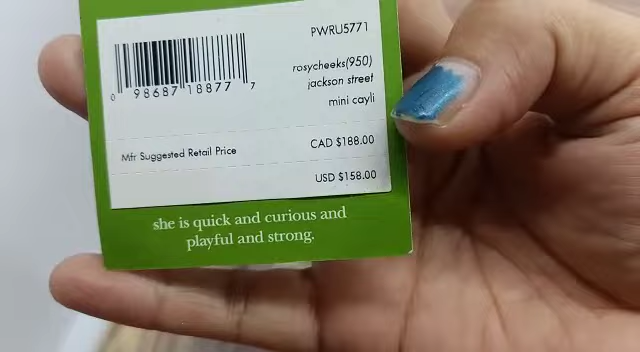 PWRU5771
rosycheeks(950)
jackson street
mini cayli
0 98687 18877 7
Mfr Suggested Retail Price
CAD $188.00
USD $158.00
she is quick and curious and
playful and strong.